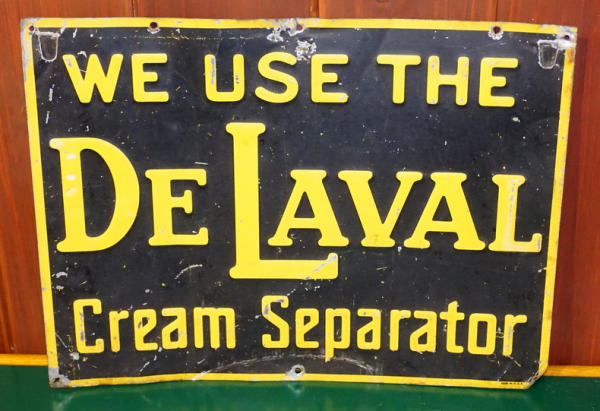 WE USE THE
DE LAVAL
Cream Separator